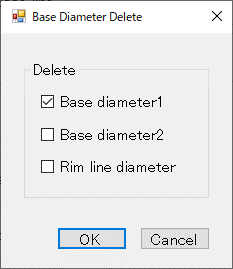 Base Diameter Delete
Delete
Base diameter1
Base diameter2
Rim line diameter
OK Cancel